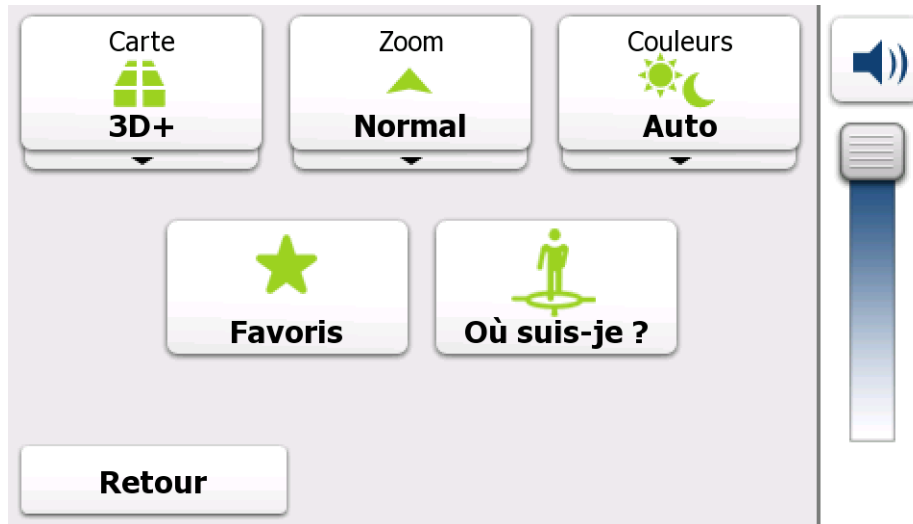 Carte
3D+
Zoom
Normal
Couleurs
Auto
Favoris
Où suis-je ?
Retour